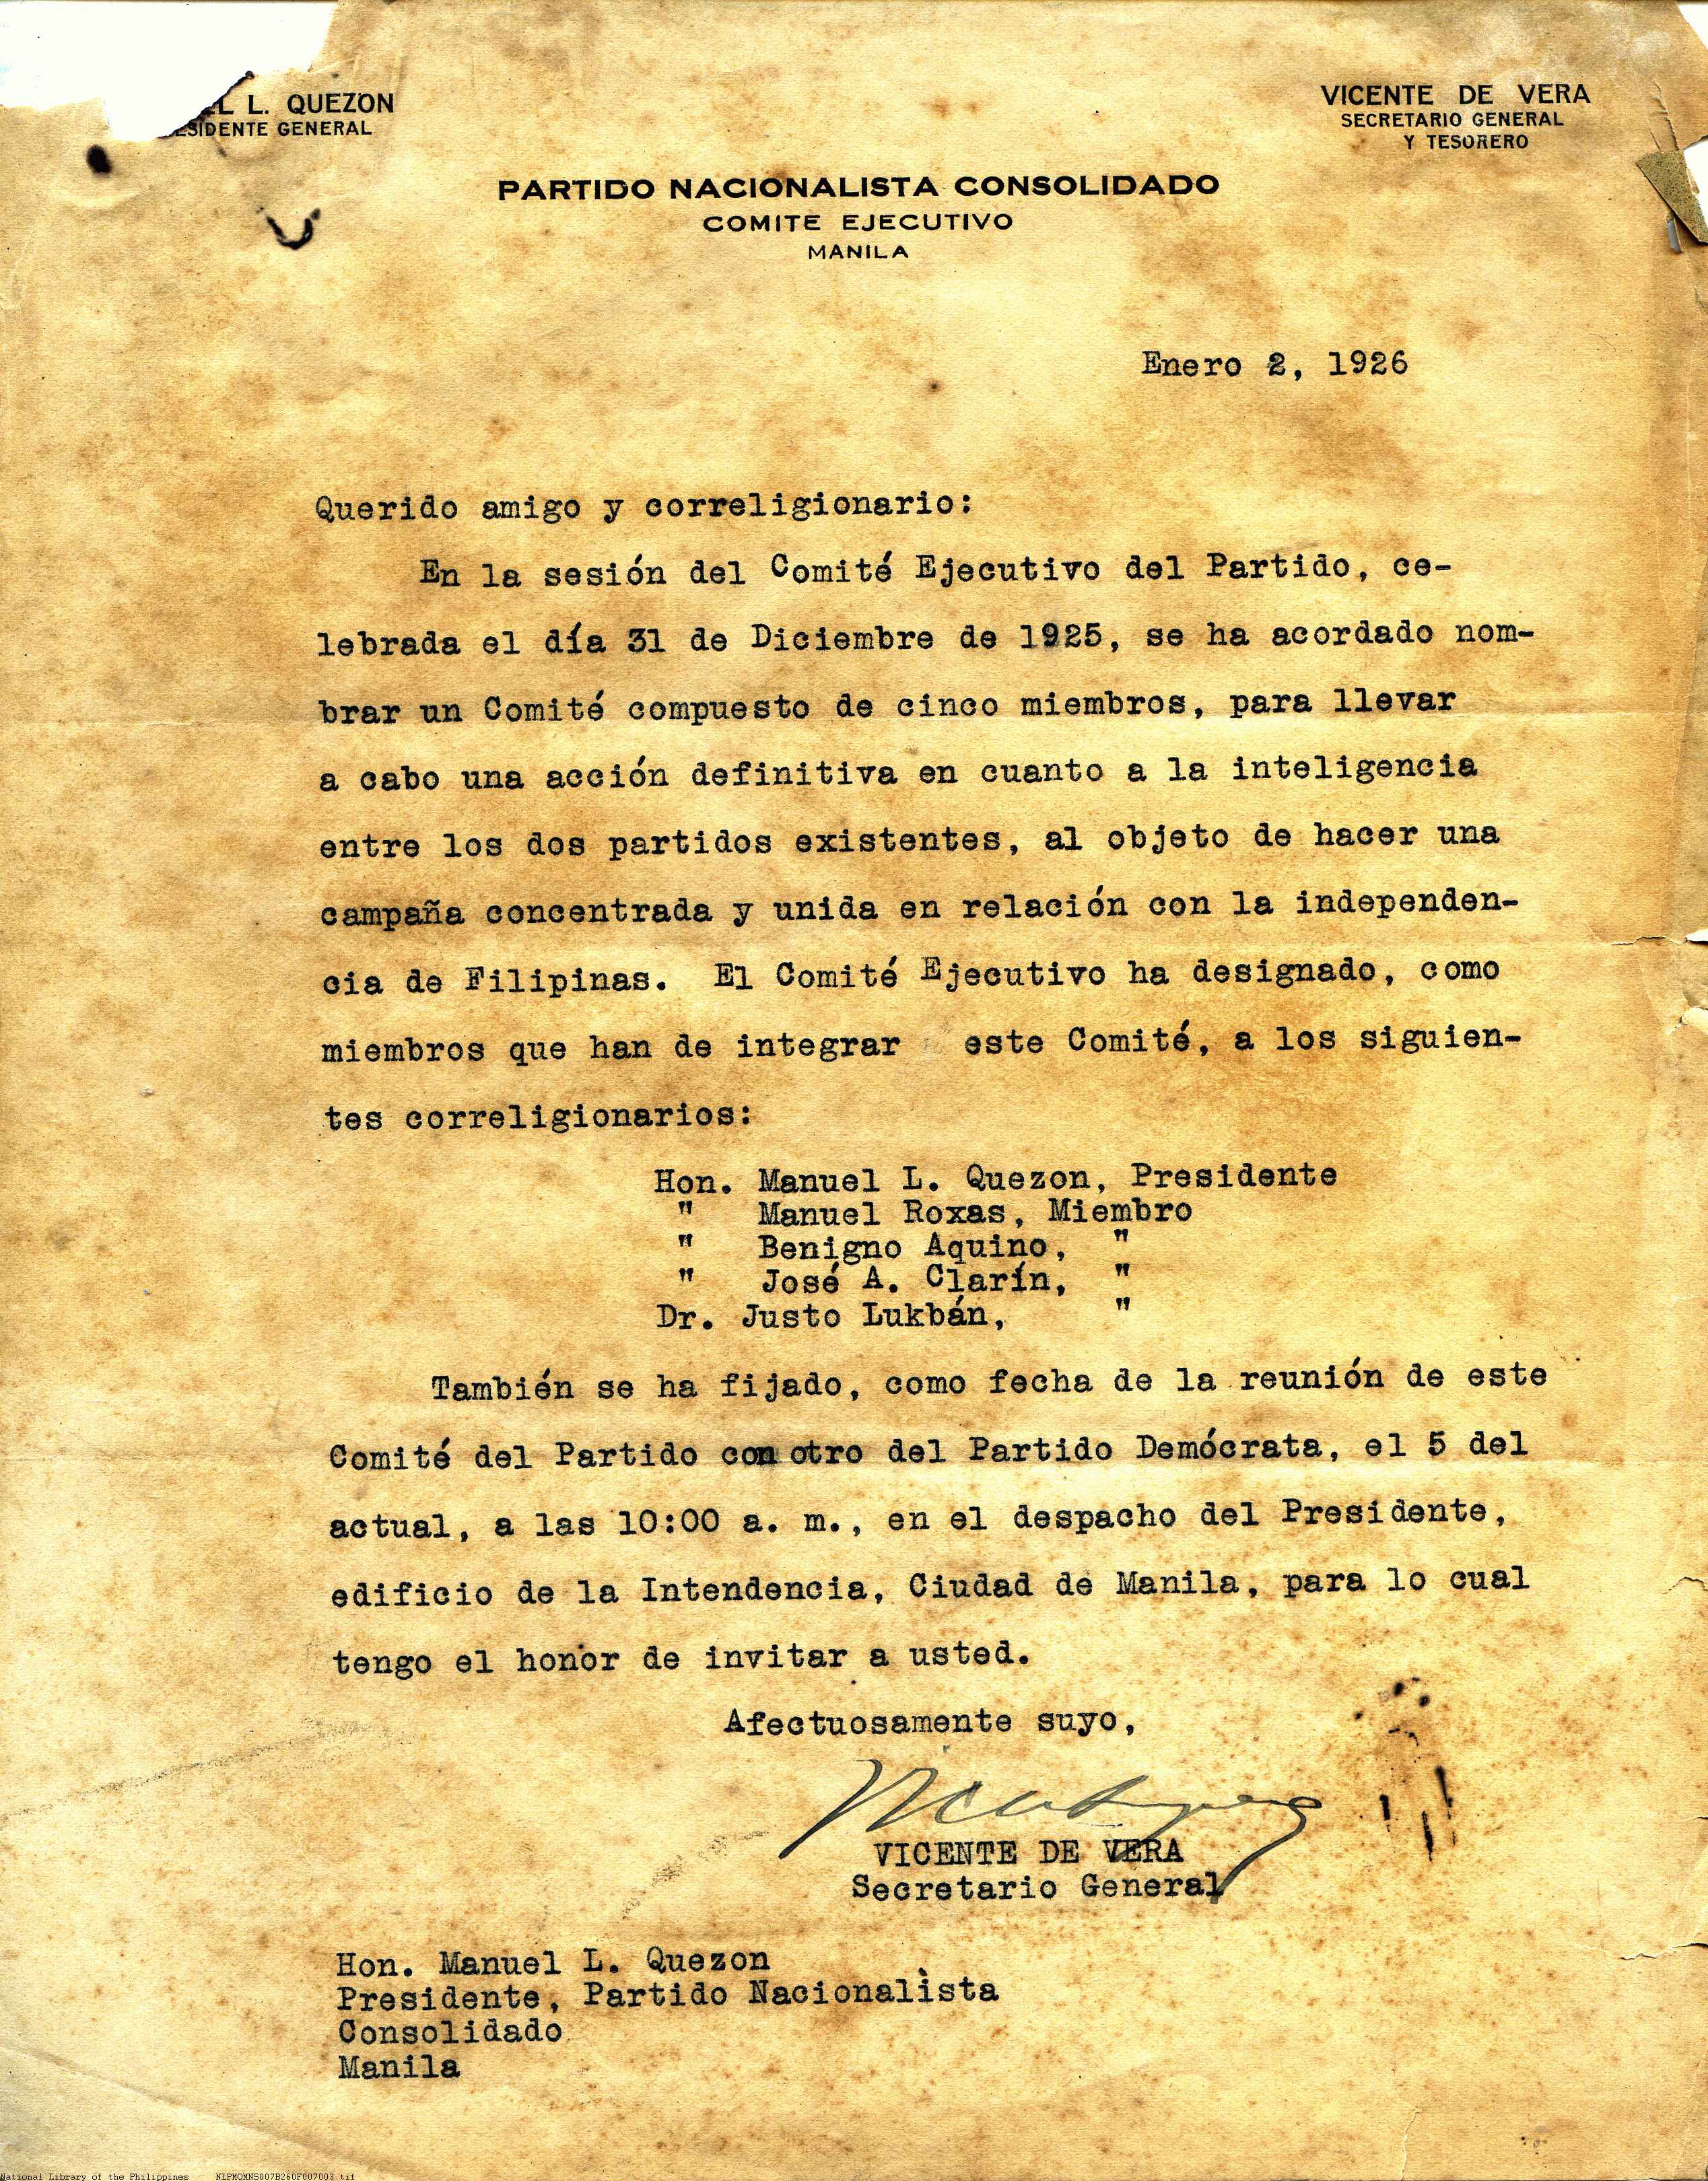 L. QUEZON
SIDENTE GENERAL
VICENTE DE VERA
SECRETARIO GENERAL
Y TESORERO
PARTIDO NACIONALISTA CONSOLIDADO
COMITE EJECUTIVO
MANILA
Enero 2, 1926
Querido amigo y correligionario:
En la sesión del Comité Ejecutivo del Partido, ce-
lebrada el día 31 de Diciembre de 1925, se ha acordado nom-
brar un Comité compuesto de cinco miembros, para llevar
a cabo una acción definitiva en cuanto a la inteligencia
entre los dos partidos existentes, al objeto de hacer una
campaña concentrada y unida en relación con la independen-
cia de Filipinas. El Comité Ejecutivo ha designado, como
miembros que han de integrar este Comité, a los siguien-
tes correligionarios:
Hon. Manuel L. Quezon, Presidente
" Manuel Roxas, Miembro
" Benigno Aquino, "
" José A. Clarín, "
Dr. Justo Lukbán, "
También se ha fijado, como fecha de la reunión de este
Comité del Partido con otro del Partido Demócrata, el 5 del
actual, a las 10:00 a. m., en el despacho del Presidente,
edificio de la Intendencia, Ciudad de Manila, para lo cual
tengo el honor de invitar a usted.
Afectuosamente suyo,
VICENTE DE VERA
Secretario General
Hon. Manuel L. Quezon
Presidente, Partido Nacionalista
Consolidado
Manila
National Library of the Philippines NLPMQMNS007B260F007003.tif